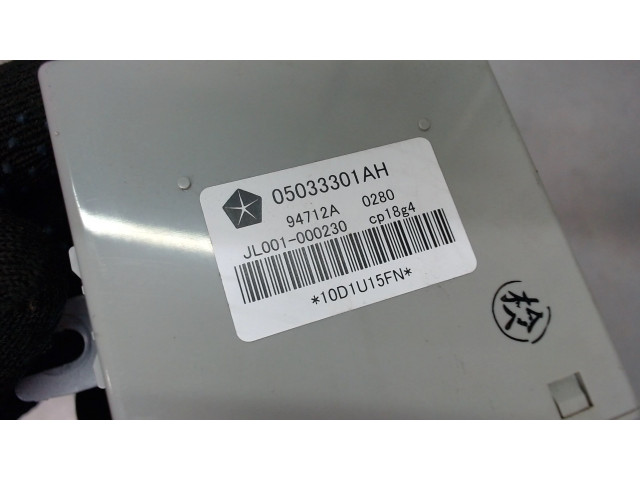 05033301AH
94712A 0280
JL001-000230 cp18g4
*10D1U15FN*
検